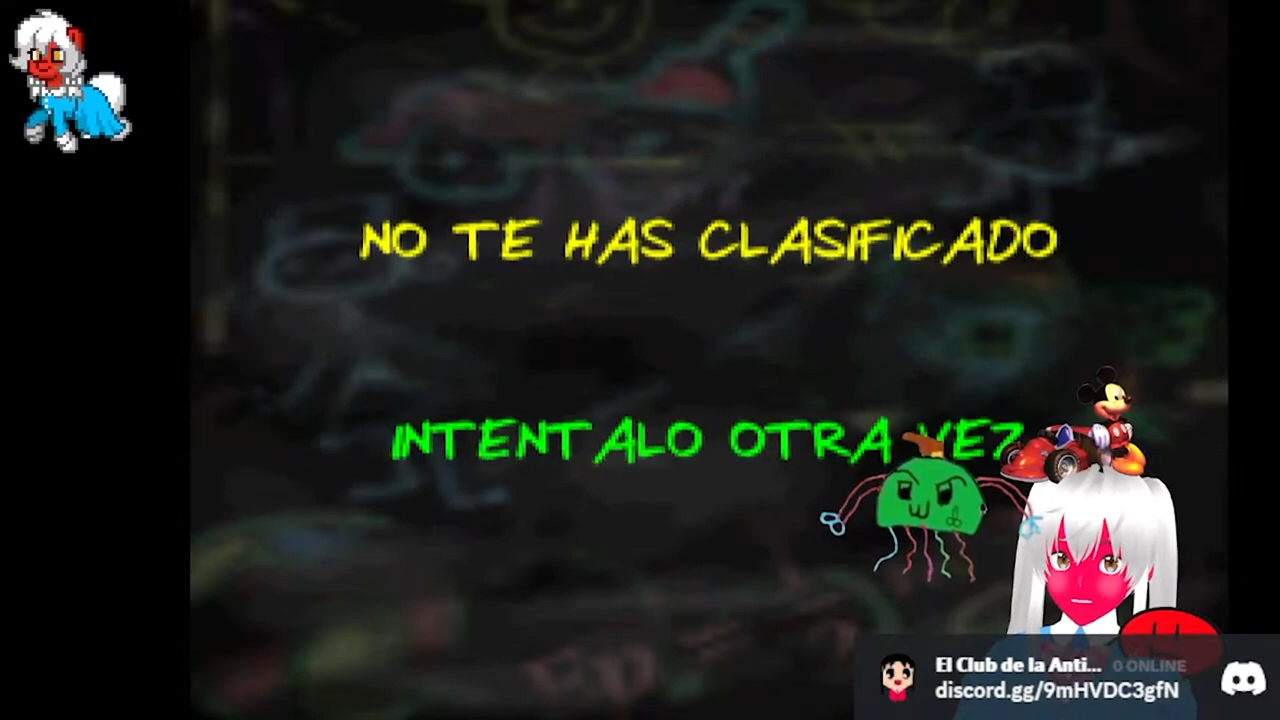 NO TE HAS CLASIFICADO
INTENTALO OTRA VEZ
El Club de la Anti... 0 ONLINE
discord.gg/9mHVDC3gfN